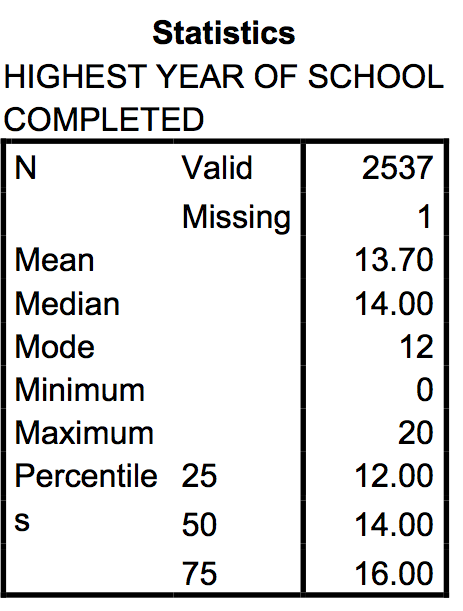 Statistics
HIGHEST YEAR OF SCHOOL
COMPLETED
N Valid 2537
Missing 1
Mean 13.70
Median 14.00
Mode 12
Minimum 0
Maximum 20
Percentile 25 12.00
s 50 14.00
75 16.00